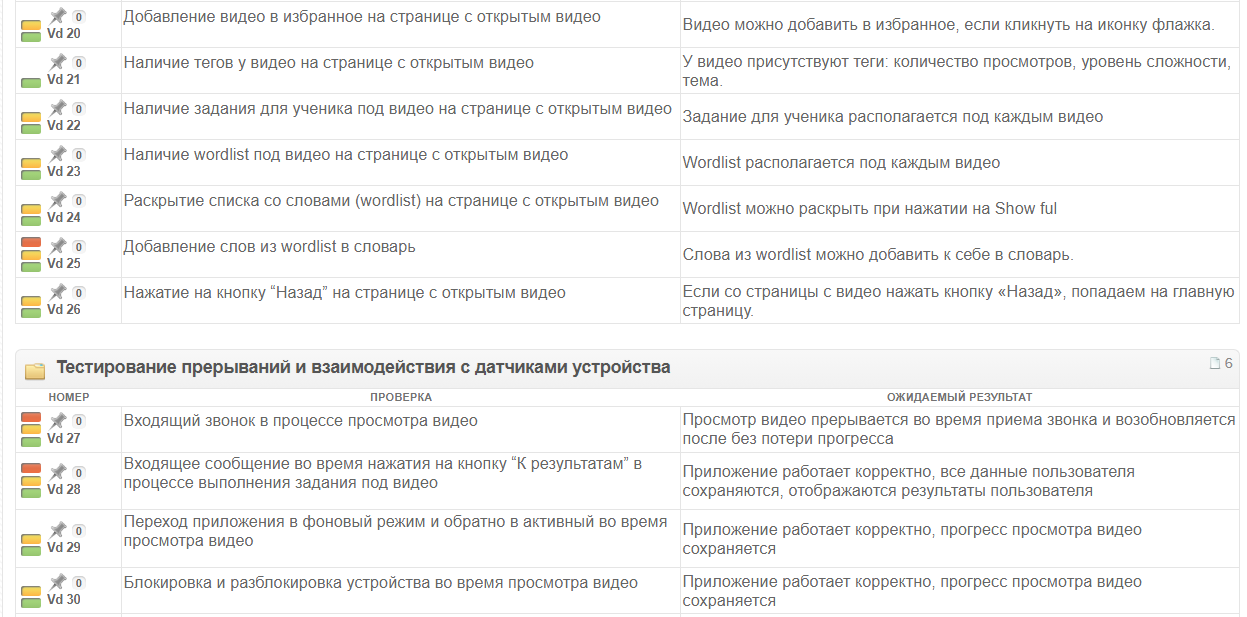 0
Vd 20
Добавление видео в избранное на странице с открытым видео
Видео можно добавить в избранное, если кликнуть на иконку флажка.
0
Vd 21
Наличие тегов у видео на странице с открытым видео
У видео присутствуют теги: количество просмотров, уровень сложности,
тема.
0
Vd 22
Наличие задания для ученика под видео на странице с открытым видео
Задание для ученика располагается под каждым видео
0
Vd 23
Наличие wordlist под видео на странице с открытым видео
Wordlist располагается под каждым видео
0
Vd 24
Раскрытие списка со словами (wordlist) на странице с открытым видео
Wordlist можно раскрыть при нажатии на Show ful
0
Vd 25
Добавление слов из wordlist в словарь
Слова из wordlist можно добавить к себе в словарь.
0
Vd 26
Нажатие на кнопку “Назад” на странице с открытым видео
Если со страницы с видео нажать кнопку «Назад», попадаем на главную
страницу.
Тестирование прерываний и взаимодействия с датчиками устройства
6
НОМЕР
ПРОВЕРКА
ОЖИДАЕМЫЙ РЕЗУЛЬТАТ
0
Vd 27
Входящий звонок в процессе просмотра видео
Просмотр видео прерывается во время приема звонка и возобновляется
после без потери прогресса
0
Vd 28
Входящее сообщение во время нажатия на кнопку “К результатам” в
процессе выполнения задания под видео
Приложение работает корректно, все данные пользователя
сохраняются, отображаются результаты пользователя
0
Vd 29
Переход приложения в фоновый режим и обратно в активный во время
просмотра видео
Приложение работает корректно, прогресс просмотра видео
сохраняется
0
Vd 30
Блокировка и разблокировка устройства во время просмотра видео
Приложение работает корректно, прогресс просмотра видео
сохраняется